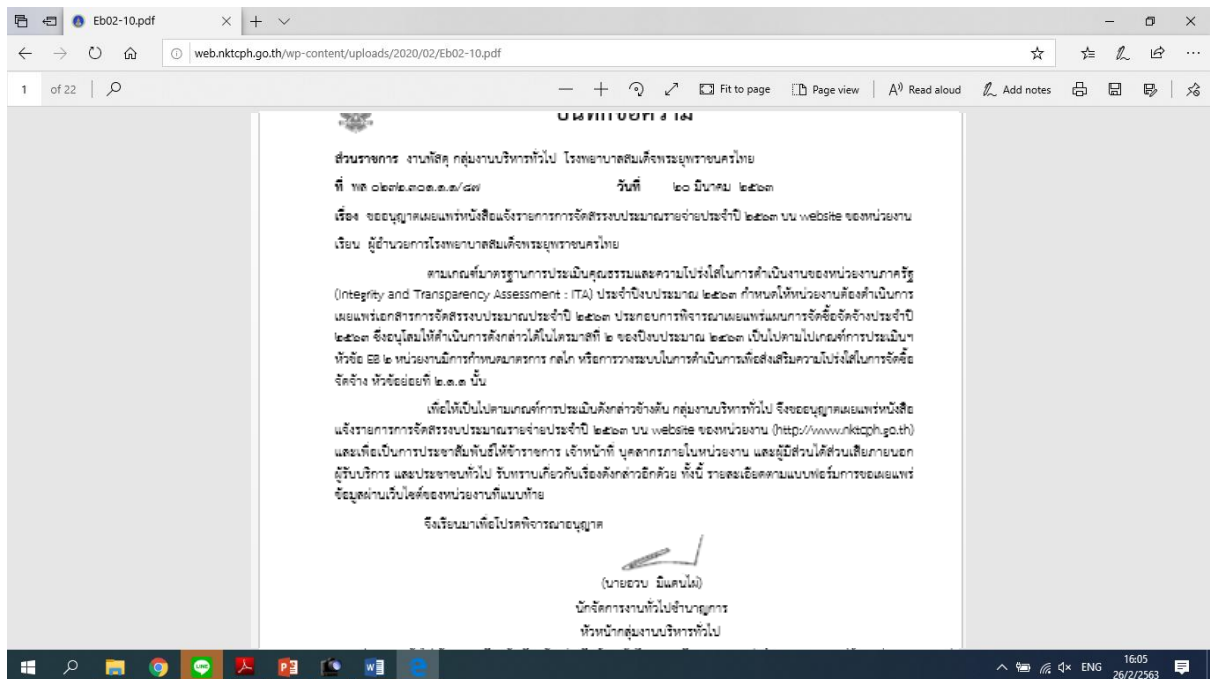 Eb02-10.pdf
web.nktcph.go.th/wp-content/uploads/2020/02/Eb02-10.pdf
1 of 22 Fit to page Page view Read aloud Add notes
บันทึกข้อความ
ส่วนราชการ งานพัสดุ กลุ่มงานบริหารทั่วไป โรงพยาบาลสมเด็จพระยุพราชนครไทย
ที่ พล ๐๒๓๒.๓๐๑.๑.๑/๔๗ วันที่ ๒๐ มีนาคม ๒๕๖๓
เรื่อง ขออนุญาตเผยแพร่หนังสือแจ้งรายการการจัดสรรงบประมาณรายจ่ายประจำปี ๒๕๖๓ บน website ของหน่วยงาน
เรียน ผู้อำนวยการโรงพยาบาลสมเด็จพระยุพราชนครไทย
ตามเกณฑ์มาตรฐานการประเมินคุณธรรมและความโปร่งใสในการดำเนินงานของหน่วยงานภาครัฐ
(Integrity and Transparency Assessment : ITA) ประจำปีงบประมาณ ๒๕๖๓ กำหนดให้หน่วยงานต้องดำเนินการ
เผยแพร่เอกสารการจัดสรรงบประมาณประจำปี ๒๕๖๓ ประกอบการพิจารณาเผยแพร่แผนการจัดซื้อจัดจ้างประจำปี
๒๕๖๓ ซึ่งอนุโลมให้ดำเนินการดังกล่าวได้ในไตรมาสที่ ๒ ของปีงบประมาณ ๒๕๖๓ เป็นไปตามไปเกณฑ์การประเมินฯ
หัวข้อ EB ๒ หน่วยงานมีการกำหนดมาตรการ กลไก หรือการวางระบบในการดำเนินการเพื่อส่งเสริมความโปร่งใสในการจัดซื้อ
จัดจ้าง หัวข้อย่อยที่ ๒.๑.๑ นั้น
เพื่อให้เป็นไปตามเกณฑ์การประเมินดังกล่าวข้างต้น กลุ่มงานบริหารทั่วไป จึงขออนุญาตเผยแพร่หนังสือ
แจ้งรายการการจัดสรรงบประมาณรายจ่ายประจำปี ๒๕๖๓ บน website ของหน่วยงาน (http://www.nktcph.go.th)
และเพื่อเป็นการประชาสัมพันธ์ให้ข้าราชการ เจ้าหน้าที่ บุคลากรภายในหน่วยงาน และผู้มีส่วนได้ส่วนเสียภายนอก
ผู้รับบริการ และประชาชนทั่วไป รับทราบเกี่ยวกับเรื่องดังกล่าวอีกด้วย ทั้งนี้ รายละเอียดตามแบบฟอร์มการขอเผยแพร่
ข้อมูลผ่านเว็บไซต์ของหน่วยงานที่แนบท้าย
จึงเรียนมาเพื่อโปรดพิจารณาอนุญาต
(นายอวบ มีแคนไผ่)
นักจัดการงานทั่วไปชำนาญการ
หัวหน้ากลุ่มงานบริหารทั่วไป
ENG 16:05
26/2/2563